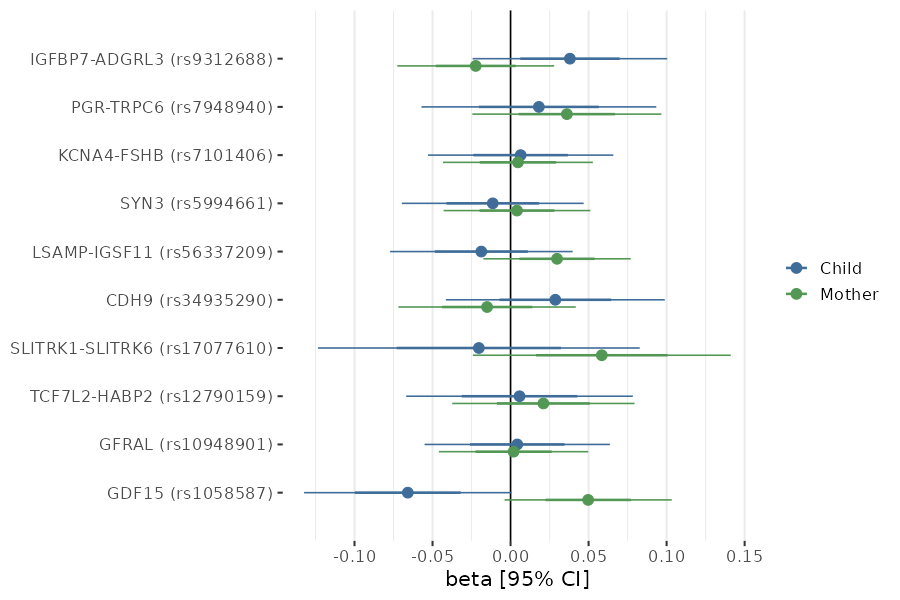 IGFBP7-ADGRL3 (rs9312688)
PGR-TRPC6 (rs7948940)
KCNA4-FSHB (rs7101406)
SYN3 (rs5994661)
LSAMP-IGSF11 (rs56337209)
CDH9 (rs34935290)
SLITRK1-SLITRK6 (rs17077610)
TCF7L2-HABP2 (rs12790159)
GFRAL (rs10948901)
GDF15 (rs1058587)
-0.10 -0.05 0.00 0.05 0.10 0.15
beta [95% CI]
Child
Mother